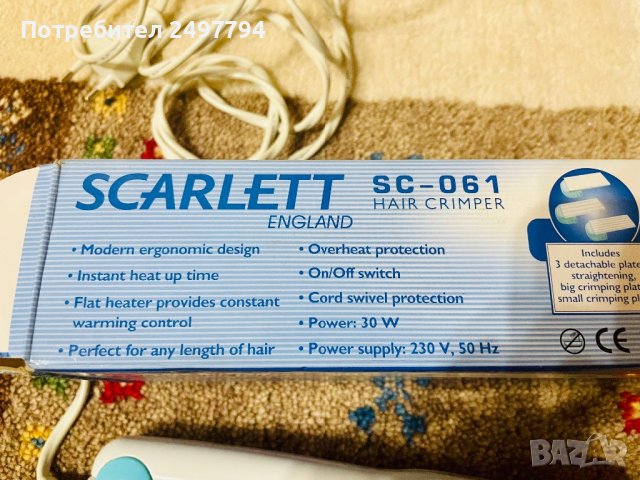 Потребител 2497794
SCARLETT
ENGLAND
SC-061
HAIR CRIMPER
• Modern ergonomic design
• Instant heat up time
• Flat heater provides constant
warming control
• Perfect for any length of hair
• Overheat protection
• On/Off switch
• Cord swivel protection
• Power: 30 W
• Power supply: 230 V, 50 Hz
Includes
3 detachable plate
straightening,
big crimping plat
small crimping pl
CE
BAZAR